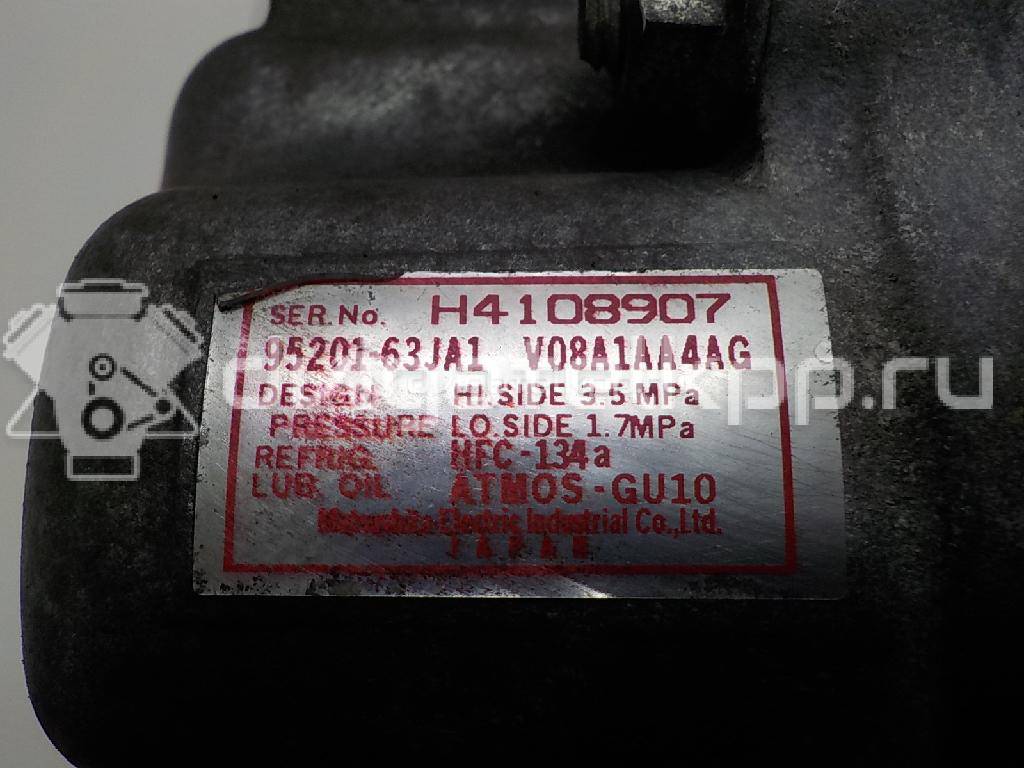 SER. No. H4108907
95201-63JA1 V08A1AA4AG
DESIGN HI. SIDE 3.5 MPa
PRESSURE LO. SIDE 1.7MPa
REFRIG. HFC-134a
LUB. OIL ATMOS-GU10
Matsushita Electric Industrial Co., Ltd.
JAPAN